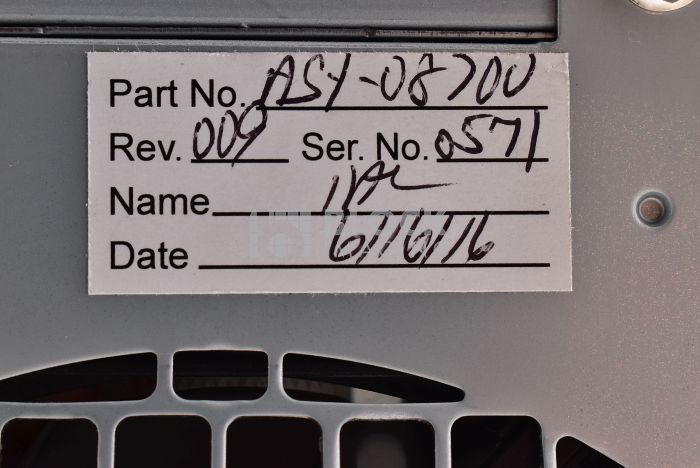 Part No. ASY-08700
Rev. 009 Ser. No. 0571
Name
Date 6/16/16